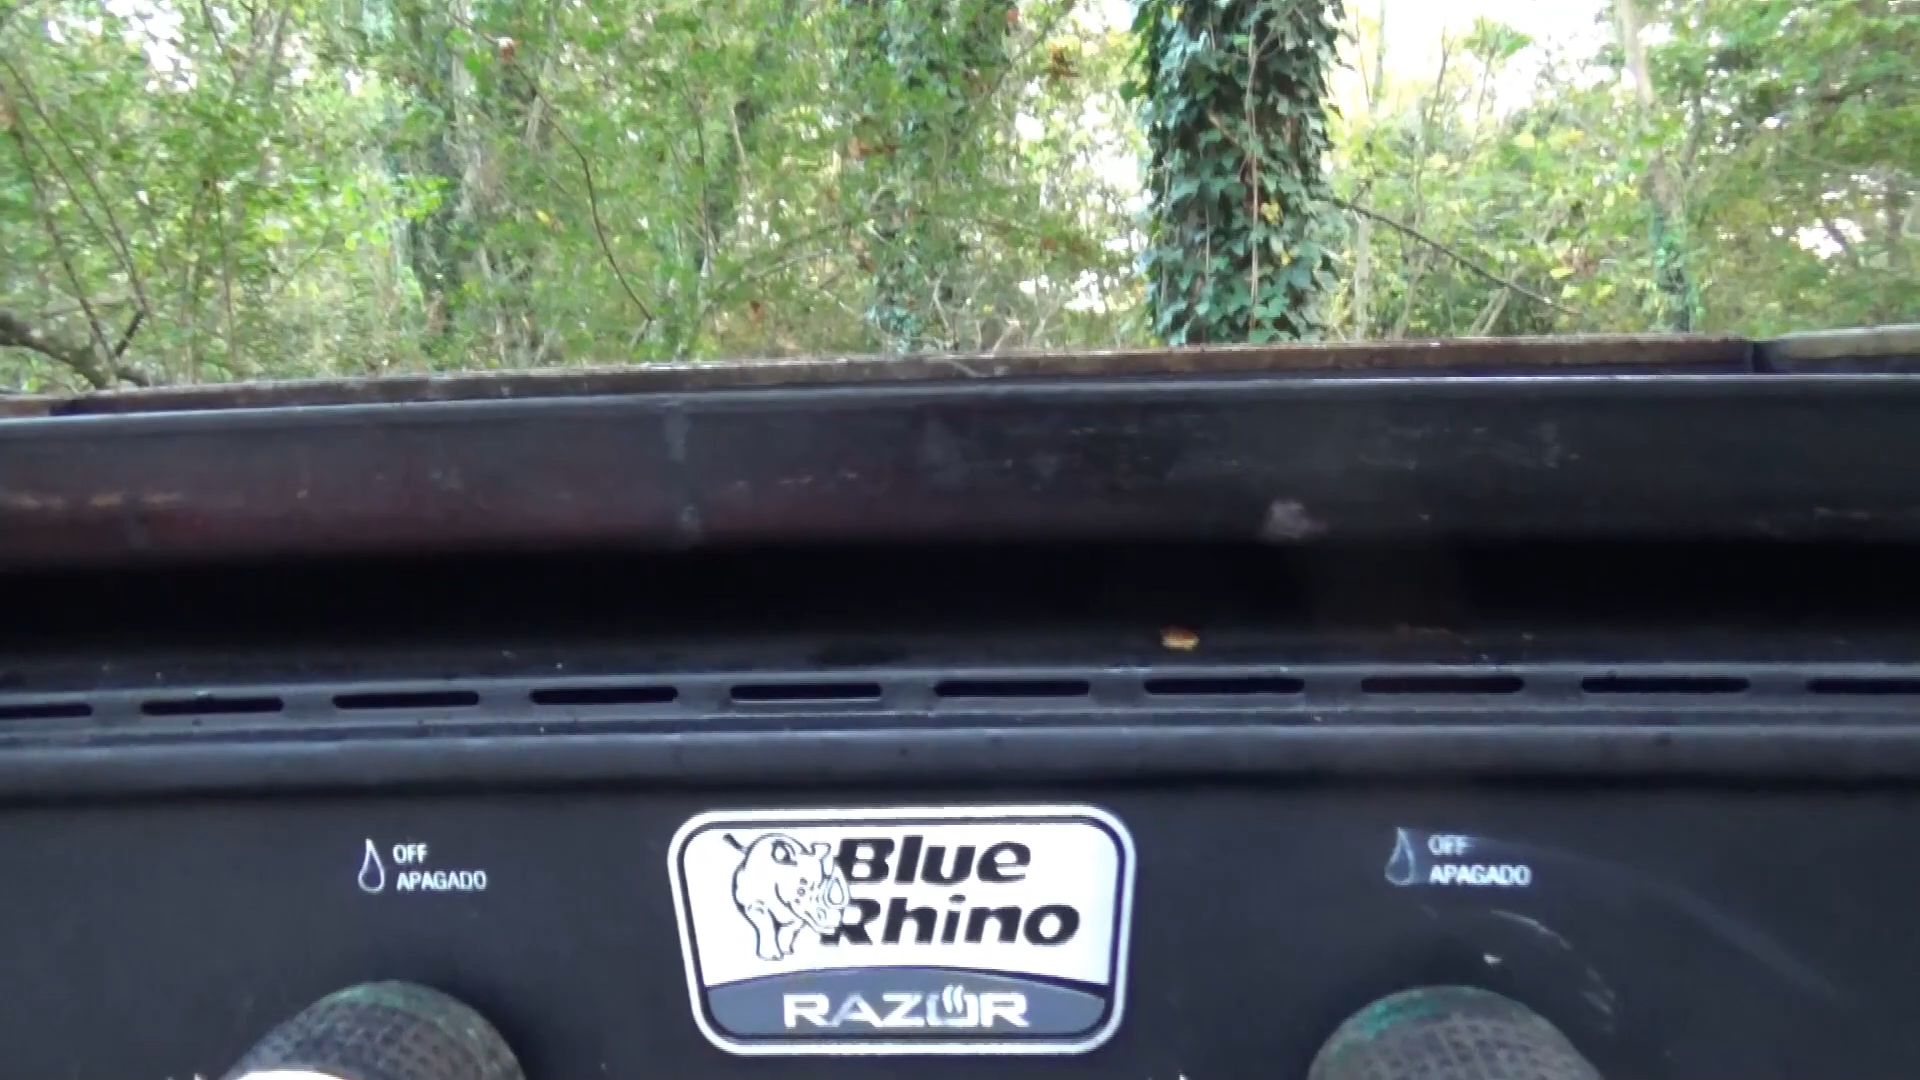 OFF
APAGADO
Blue
Rhino
RAZOR
OFF
APAGADO